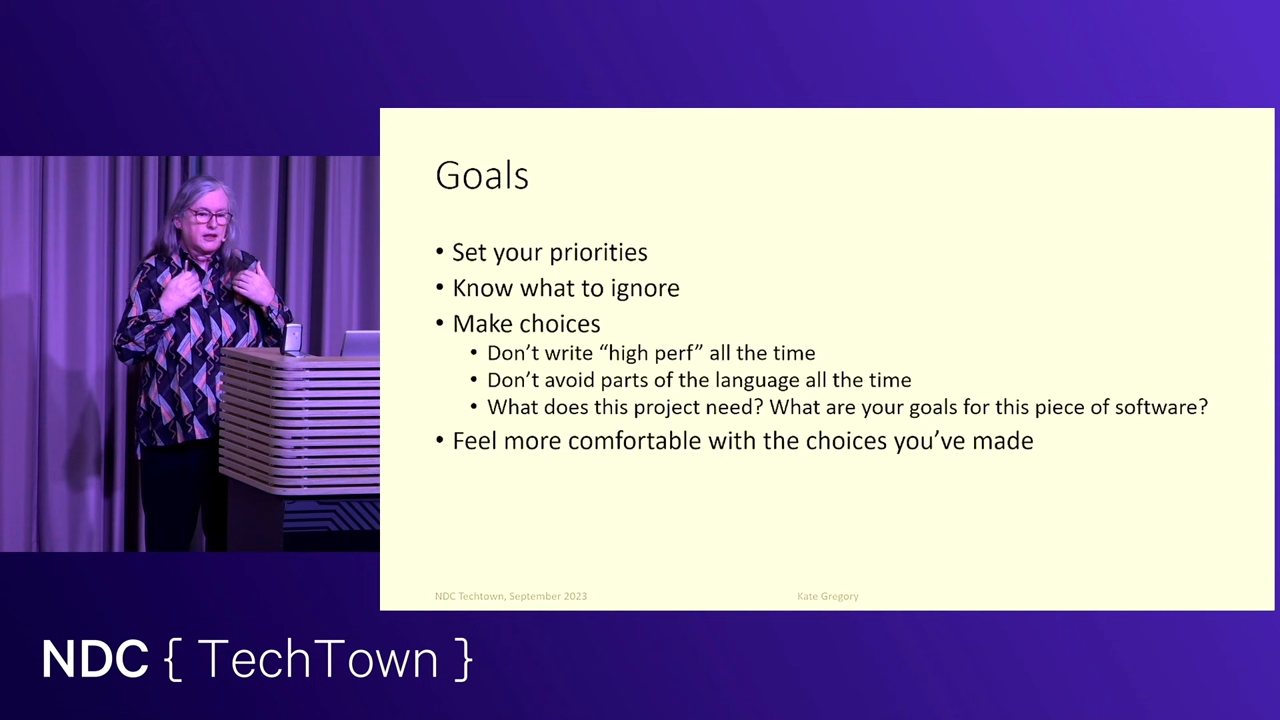 Goals
• Set your priorities
• Know what to ignore
• Make choices
• Don’t write “high perf” all the time
• Don’t avoid parts of the language all the time
• What does this project need? What are your goals for this piece of software?
• Feel more comfortable with the choices you’ve made
NDC Techtown, September 2023
Kate Gregory
NDC { TechTown }